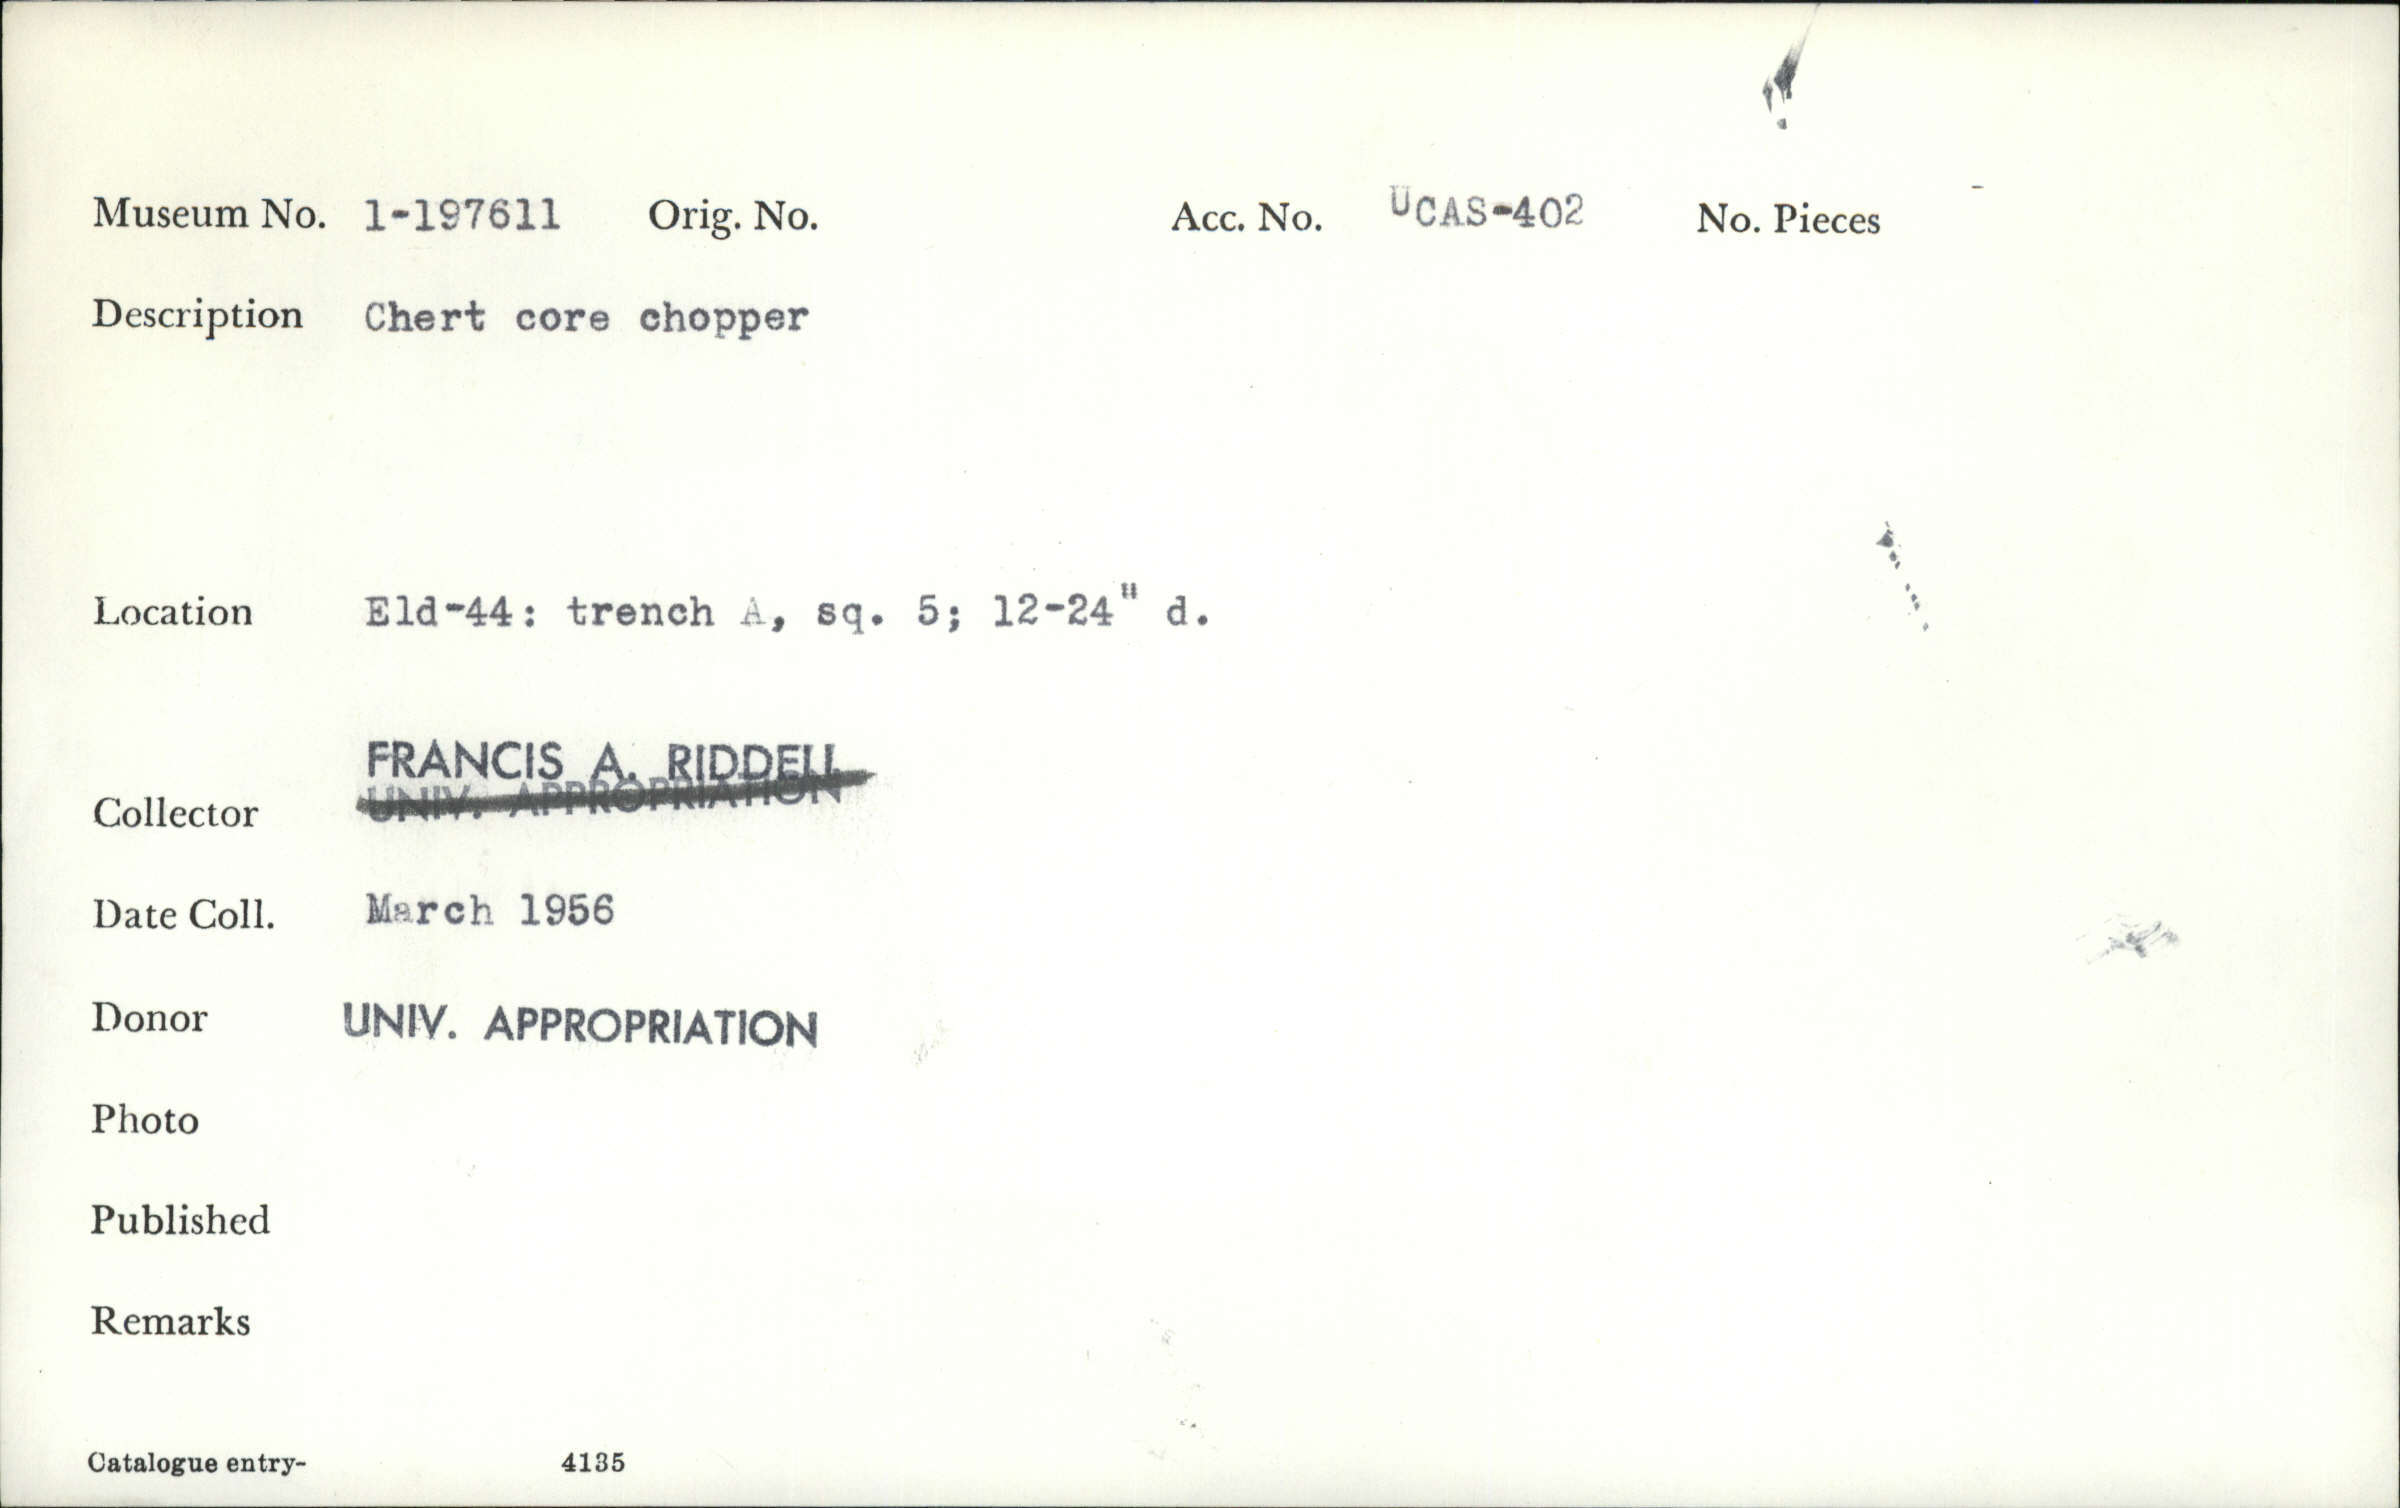 Museum No. 1-197611 Orig. No. Acc. No. UCAS-402 No. Pieces
Description Chert core chopper
Location Eld-44: trench A, sq. 5; 12-24" d.
FRANCIS A. RIDDELL
Collector UNIV. APPROPRIATION
Date Coll. March 1956
Donor UNIV. APPROPRIATION
Photo
Published
Remarks
Catalogue entry- 4135